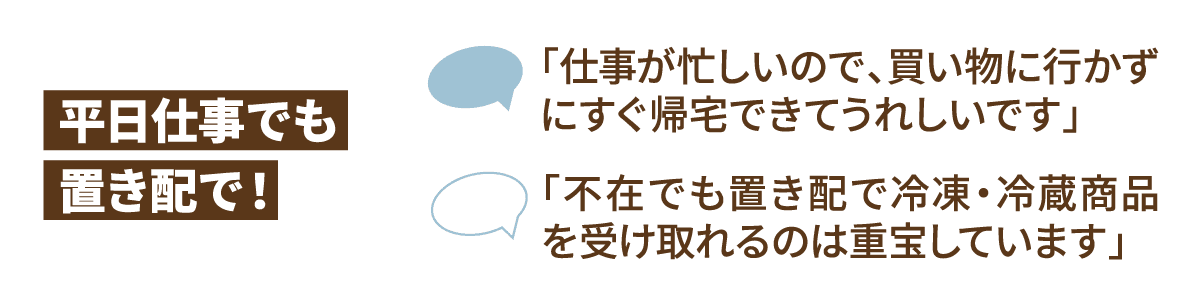 平日仕事でも
置き配で！
「仕事が忙しいので、買い物に行かず
にすぐ帰宅できてうれしいです」
「不在でも置き配で冷凍・冷蔵商品
を受け取れるのは重宝しています」